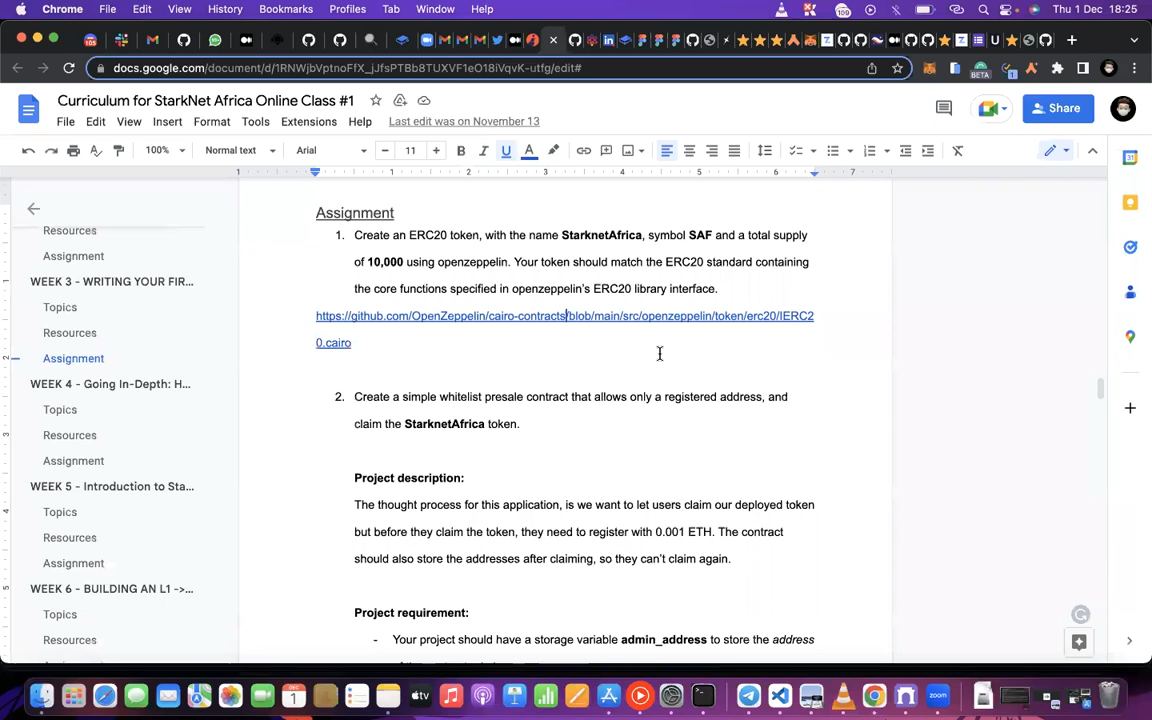 Chrome File Edit View History Bookmarks Profiles Tab Window Help Thu 1 Dec 18:25
docs.google.com/document/d/1RNWjbVptnoFfX_jJfsPTBb8TUXVF1eO18iVqvK-utfg/edit#
Curriculum for StarkNet Africa Online Class #1
Share
File Edit View Insert Format Tools Extensions Help Last edit was on November 13
100% Normal text Arial 11
1 1 2 3 4 5 6 7
Assignment
Resources
Assignment
WEEK 3 - WRITING YOUR FIR...
Topics
Resources
Assignment
WEEK 4 - Going In-Depth: H...
Topics
Resources
Assignment
WEEK 5 - Introduction to Sta...
Topics
Resources
Assignment
WEEK 6 - BUILDING AN L1 ->...
Topics
Resources
1. Create an ERC20 token, with the name StarknetAfrica, symbol SAF and a total supply
of 10,000 using openzeppelin. Your token should match the ERC20 standard containing
the core functions specified in openzeppelin's ERC20 library interface.
https://github.com/OpenZeppelin/cairo-contracts/blob/main/src/openzeppelin/token/erc20/IERC2
0.cairo
2. Create a simple whitelist presale contract that allows only a registered address, and
claim the StarknetAfrica token.
Project description:
The thought process for this application, is we want to let users claim our deployed token
but before they claim the token, they need to register with 0.001 ETH. The contract
should also store the addresses after claiming, so they can't claim again.
Project requirement:
- Your project should have a storage variable admin_address to store the address